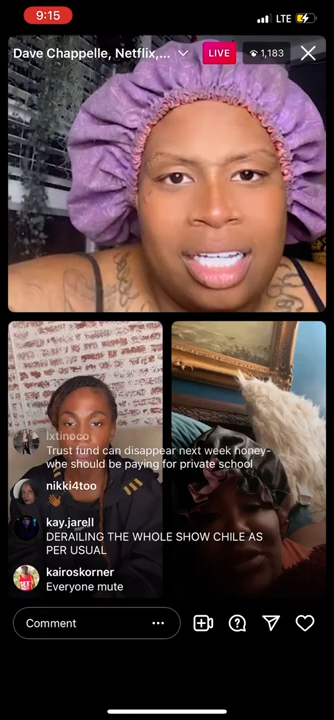 9:15
LTE
Dave Chappelle, Netflix,...
LIVE
1,183
lxtinoco
Trust fund can disappear next week honey-
whe should be paying for private school
nikki4too
kay.jarell
DERAILING THE WHOLE SHOW CHILE AS
PER USUAL
kairoskorner
Everyone mute
Comment